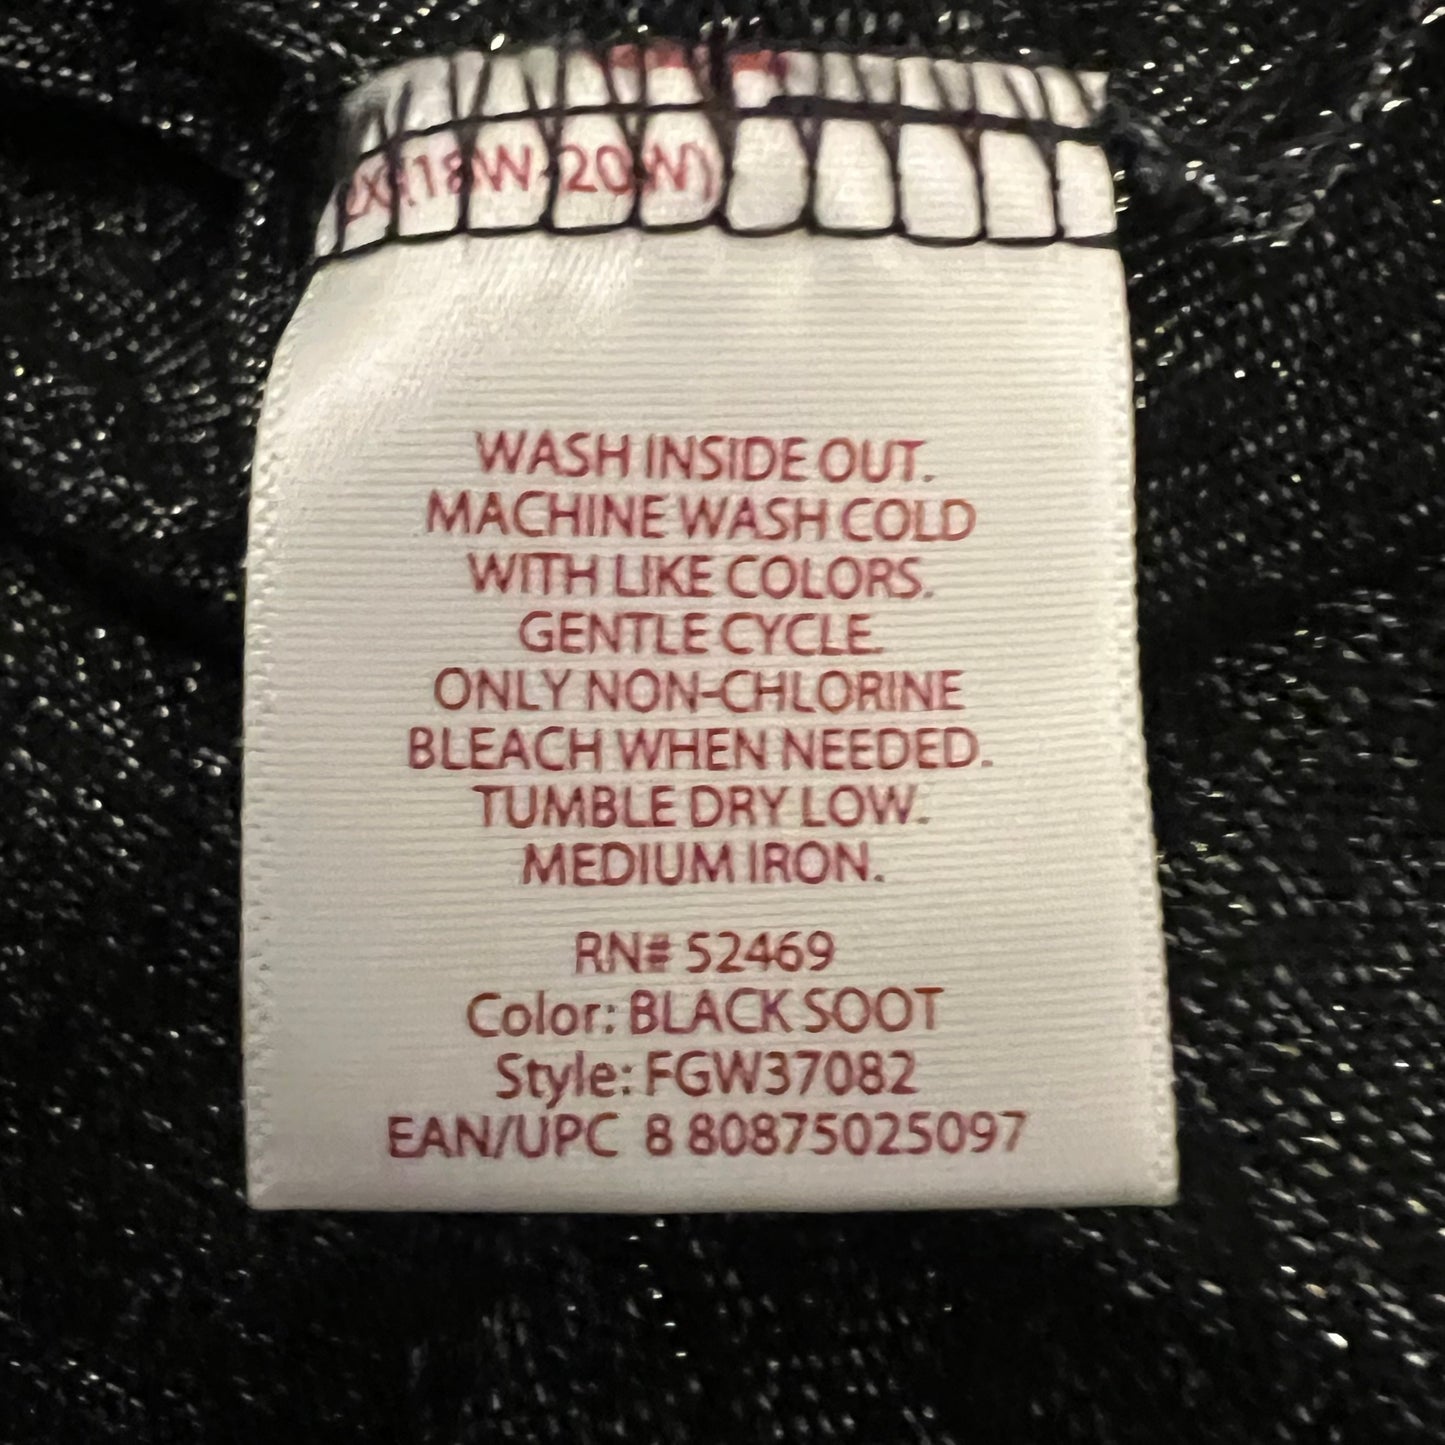 2X (18W-20W)
WASH INSIDE OUT.
MACHINE WASH COLD
WITH LIKE COLORS.
GENTLE CYCLE.
ONLY NON-CHLORINE
BLEACH WHEN NEEDED.
TUMBLE DRY LOW.
MEDIUM IRON.
RN# 52469
Color: BLACK SOOT
Style: FGW37082
EAN/UPC 8 80875025097